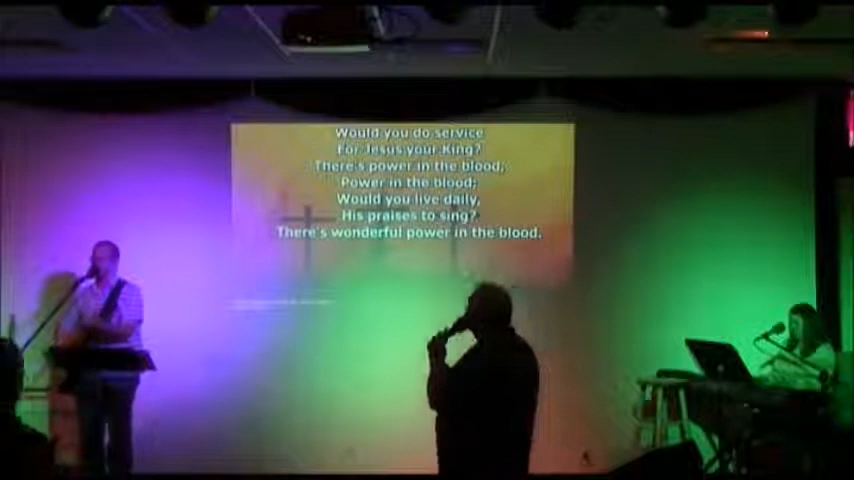 Would you do service
For Jesus your King?
There's power in the blood,
Power in the blood;
Would you live daily,
His praises to sing?
There's wonderful power in the blood.